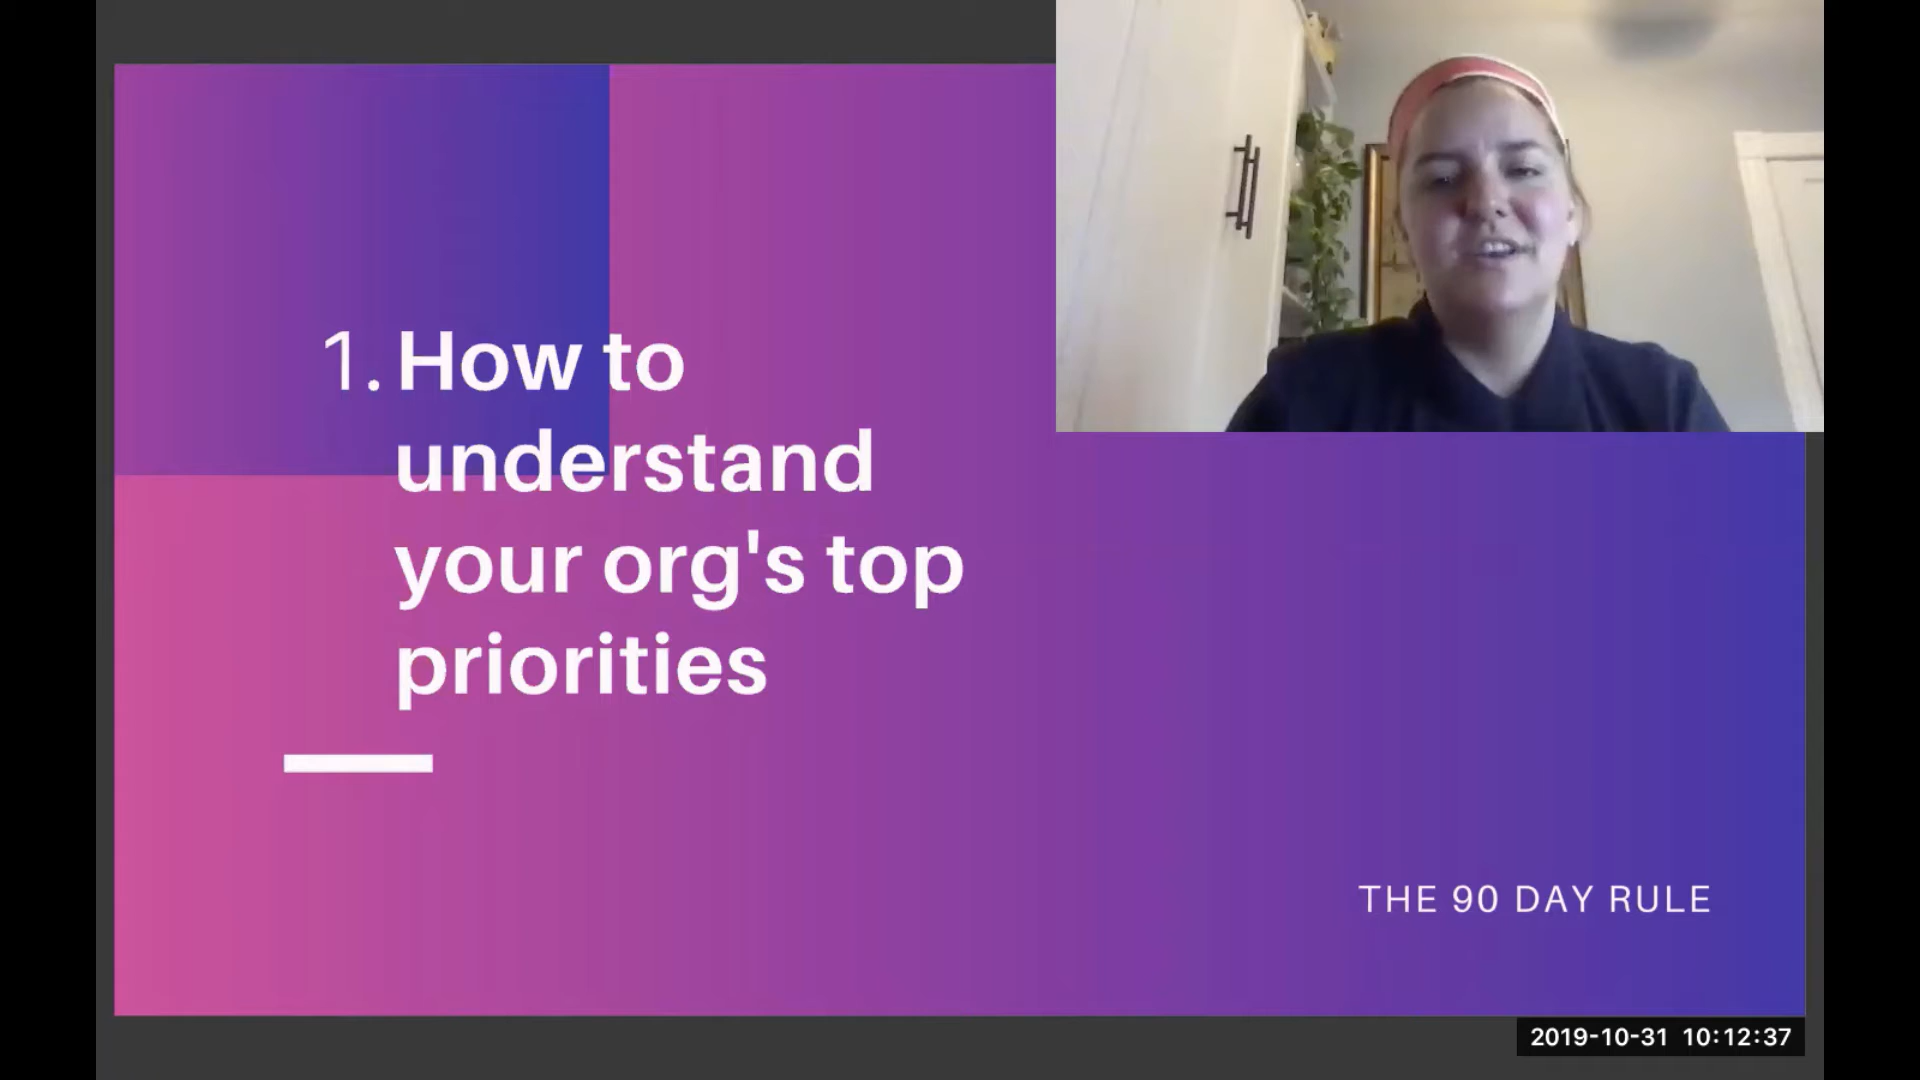 1. How to
understand
your org's top
priorities
THE 90 DAY RULE
2019-10-31 10:12:37